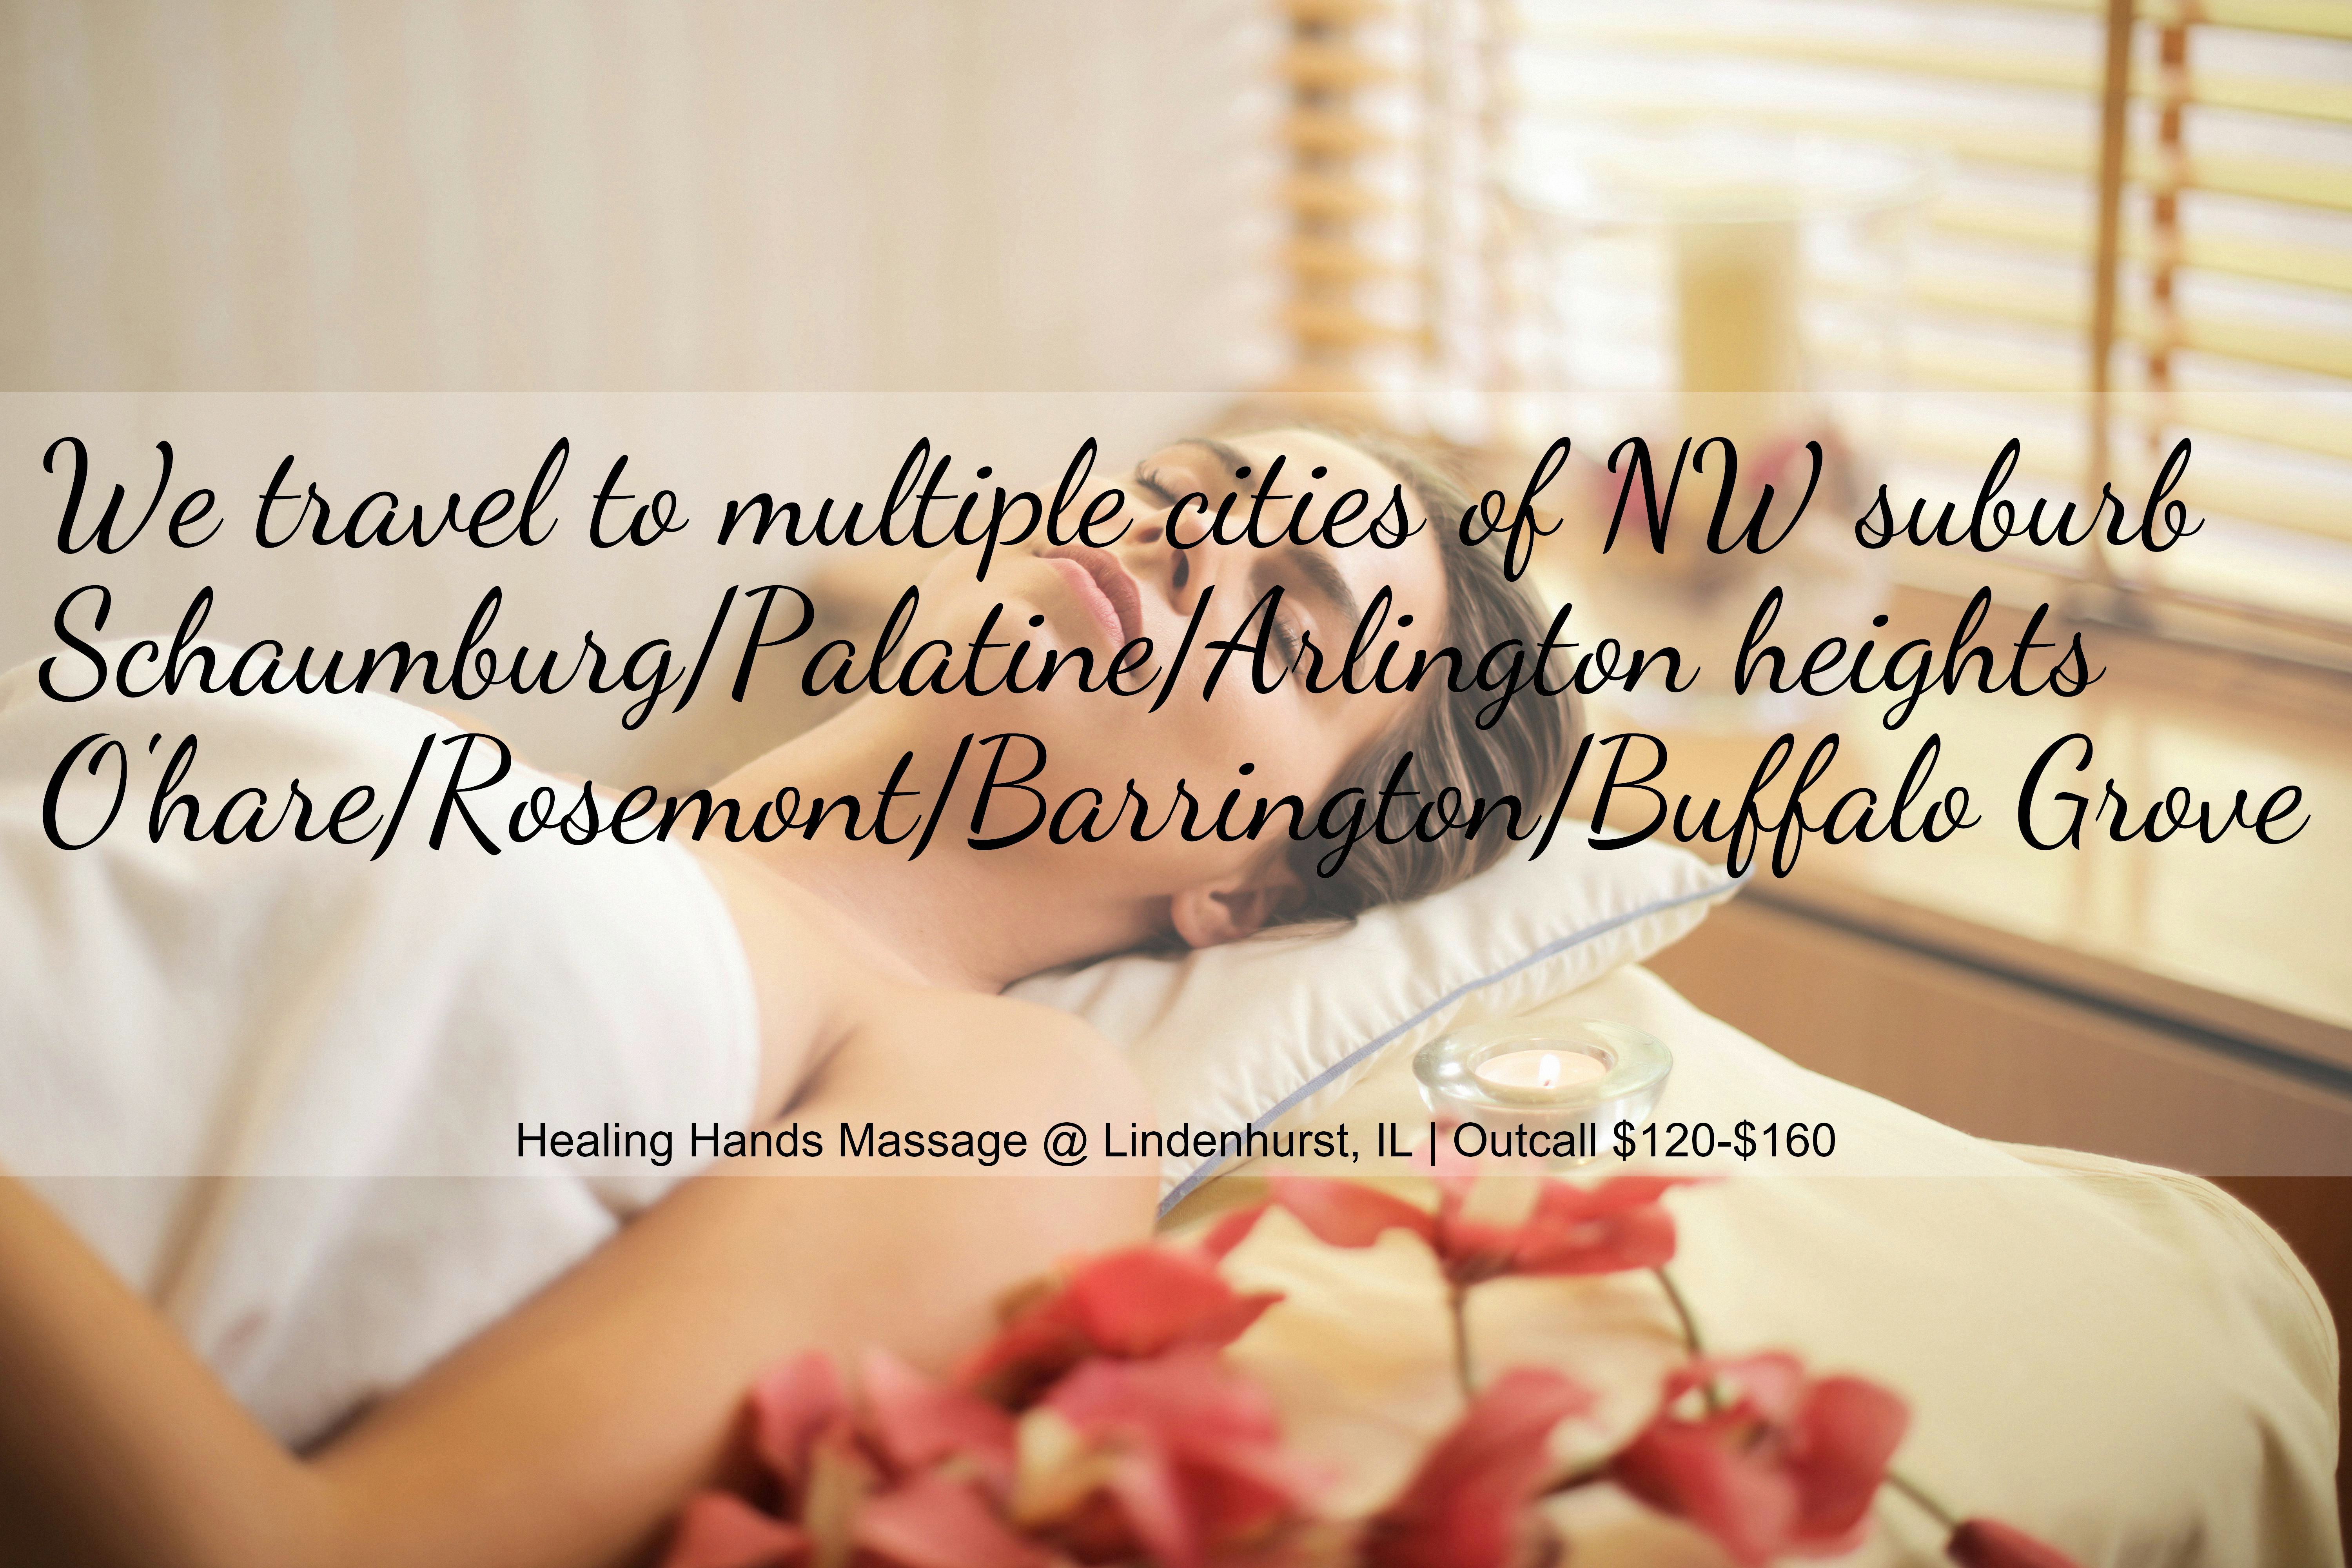 We travel to multiple cities of NW suburb
Schaumburg/Palatine/Arlington heights
O'hare/Rosemont/Barrington/Buffalo Grove
Healing Hands Massage @ Lindenhurst, IL | Outcall $120-$160